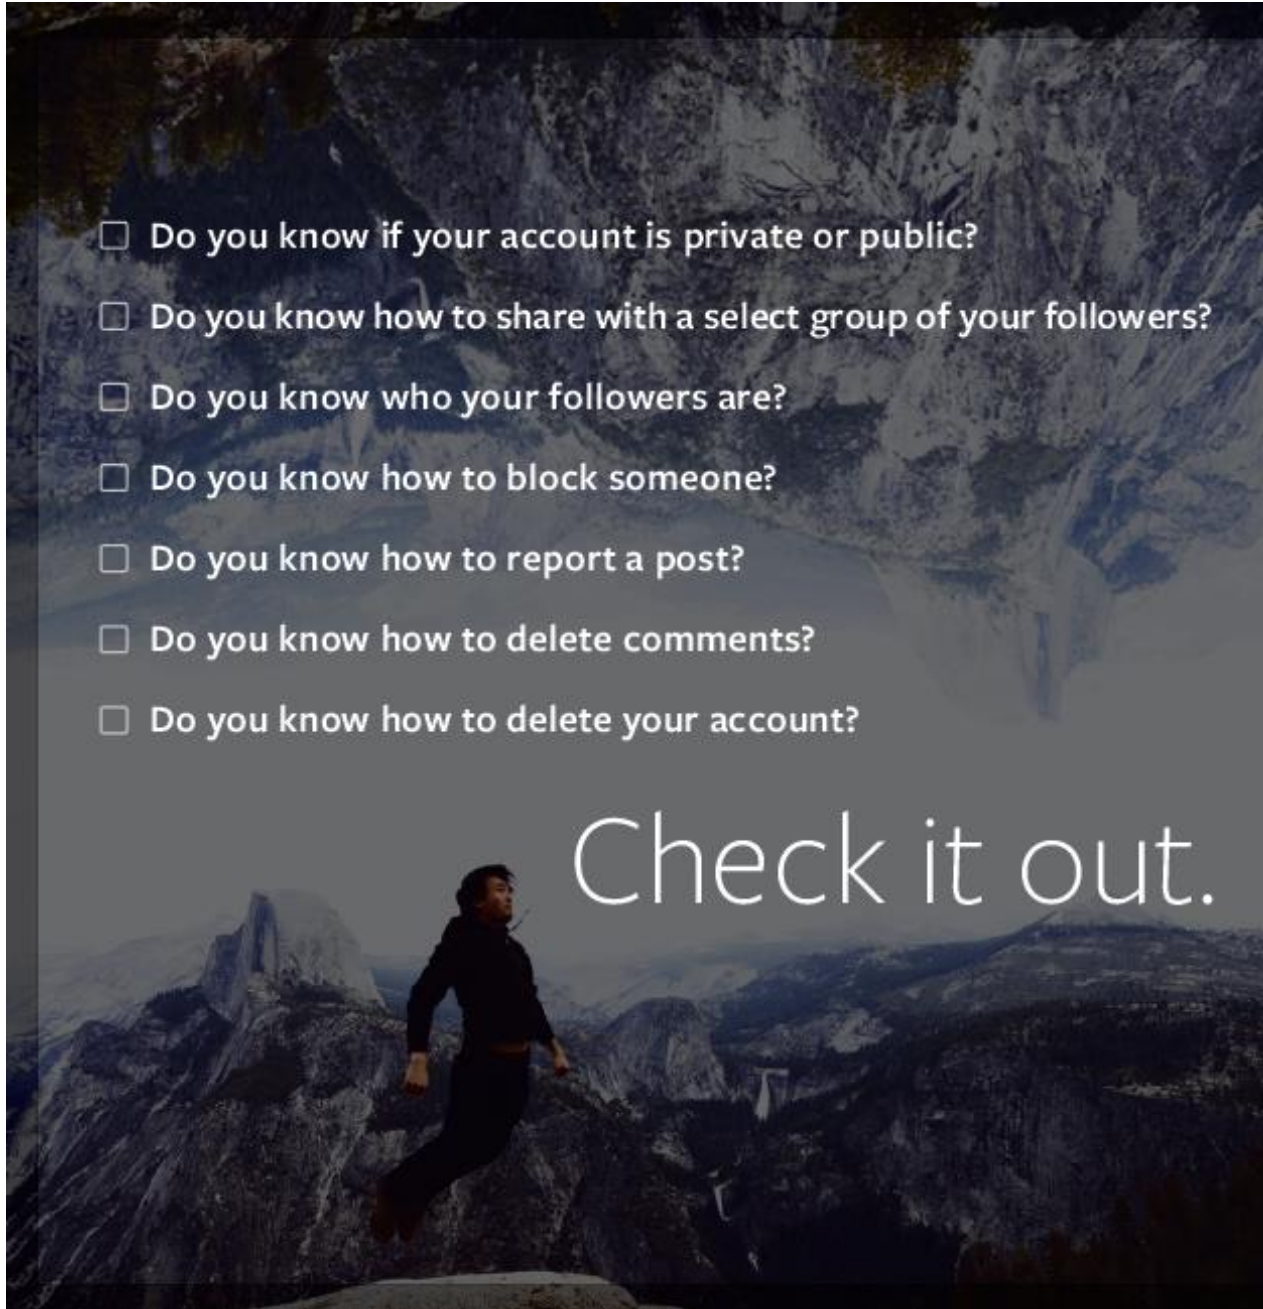 Do you know if your account is private or public?
Do you know how to share with a select group of your followers?
Do you know who your followers are?
Do you know how to block someone?
Do you know how to report a post?
Do you know how to delete comments?
Do you know how to delete your account?
Check it out.